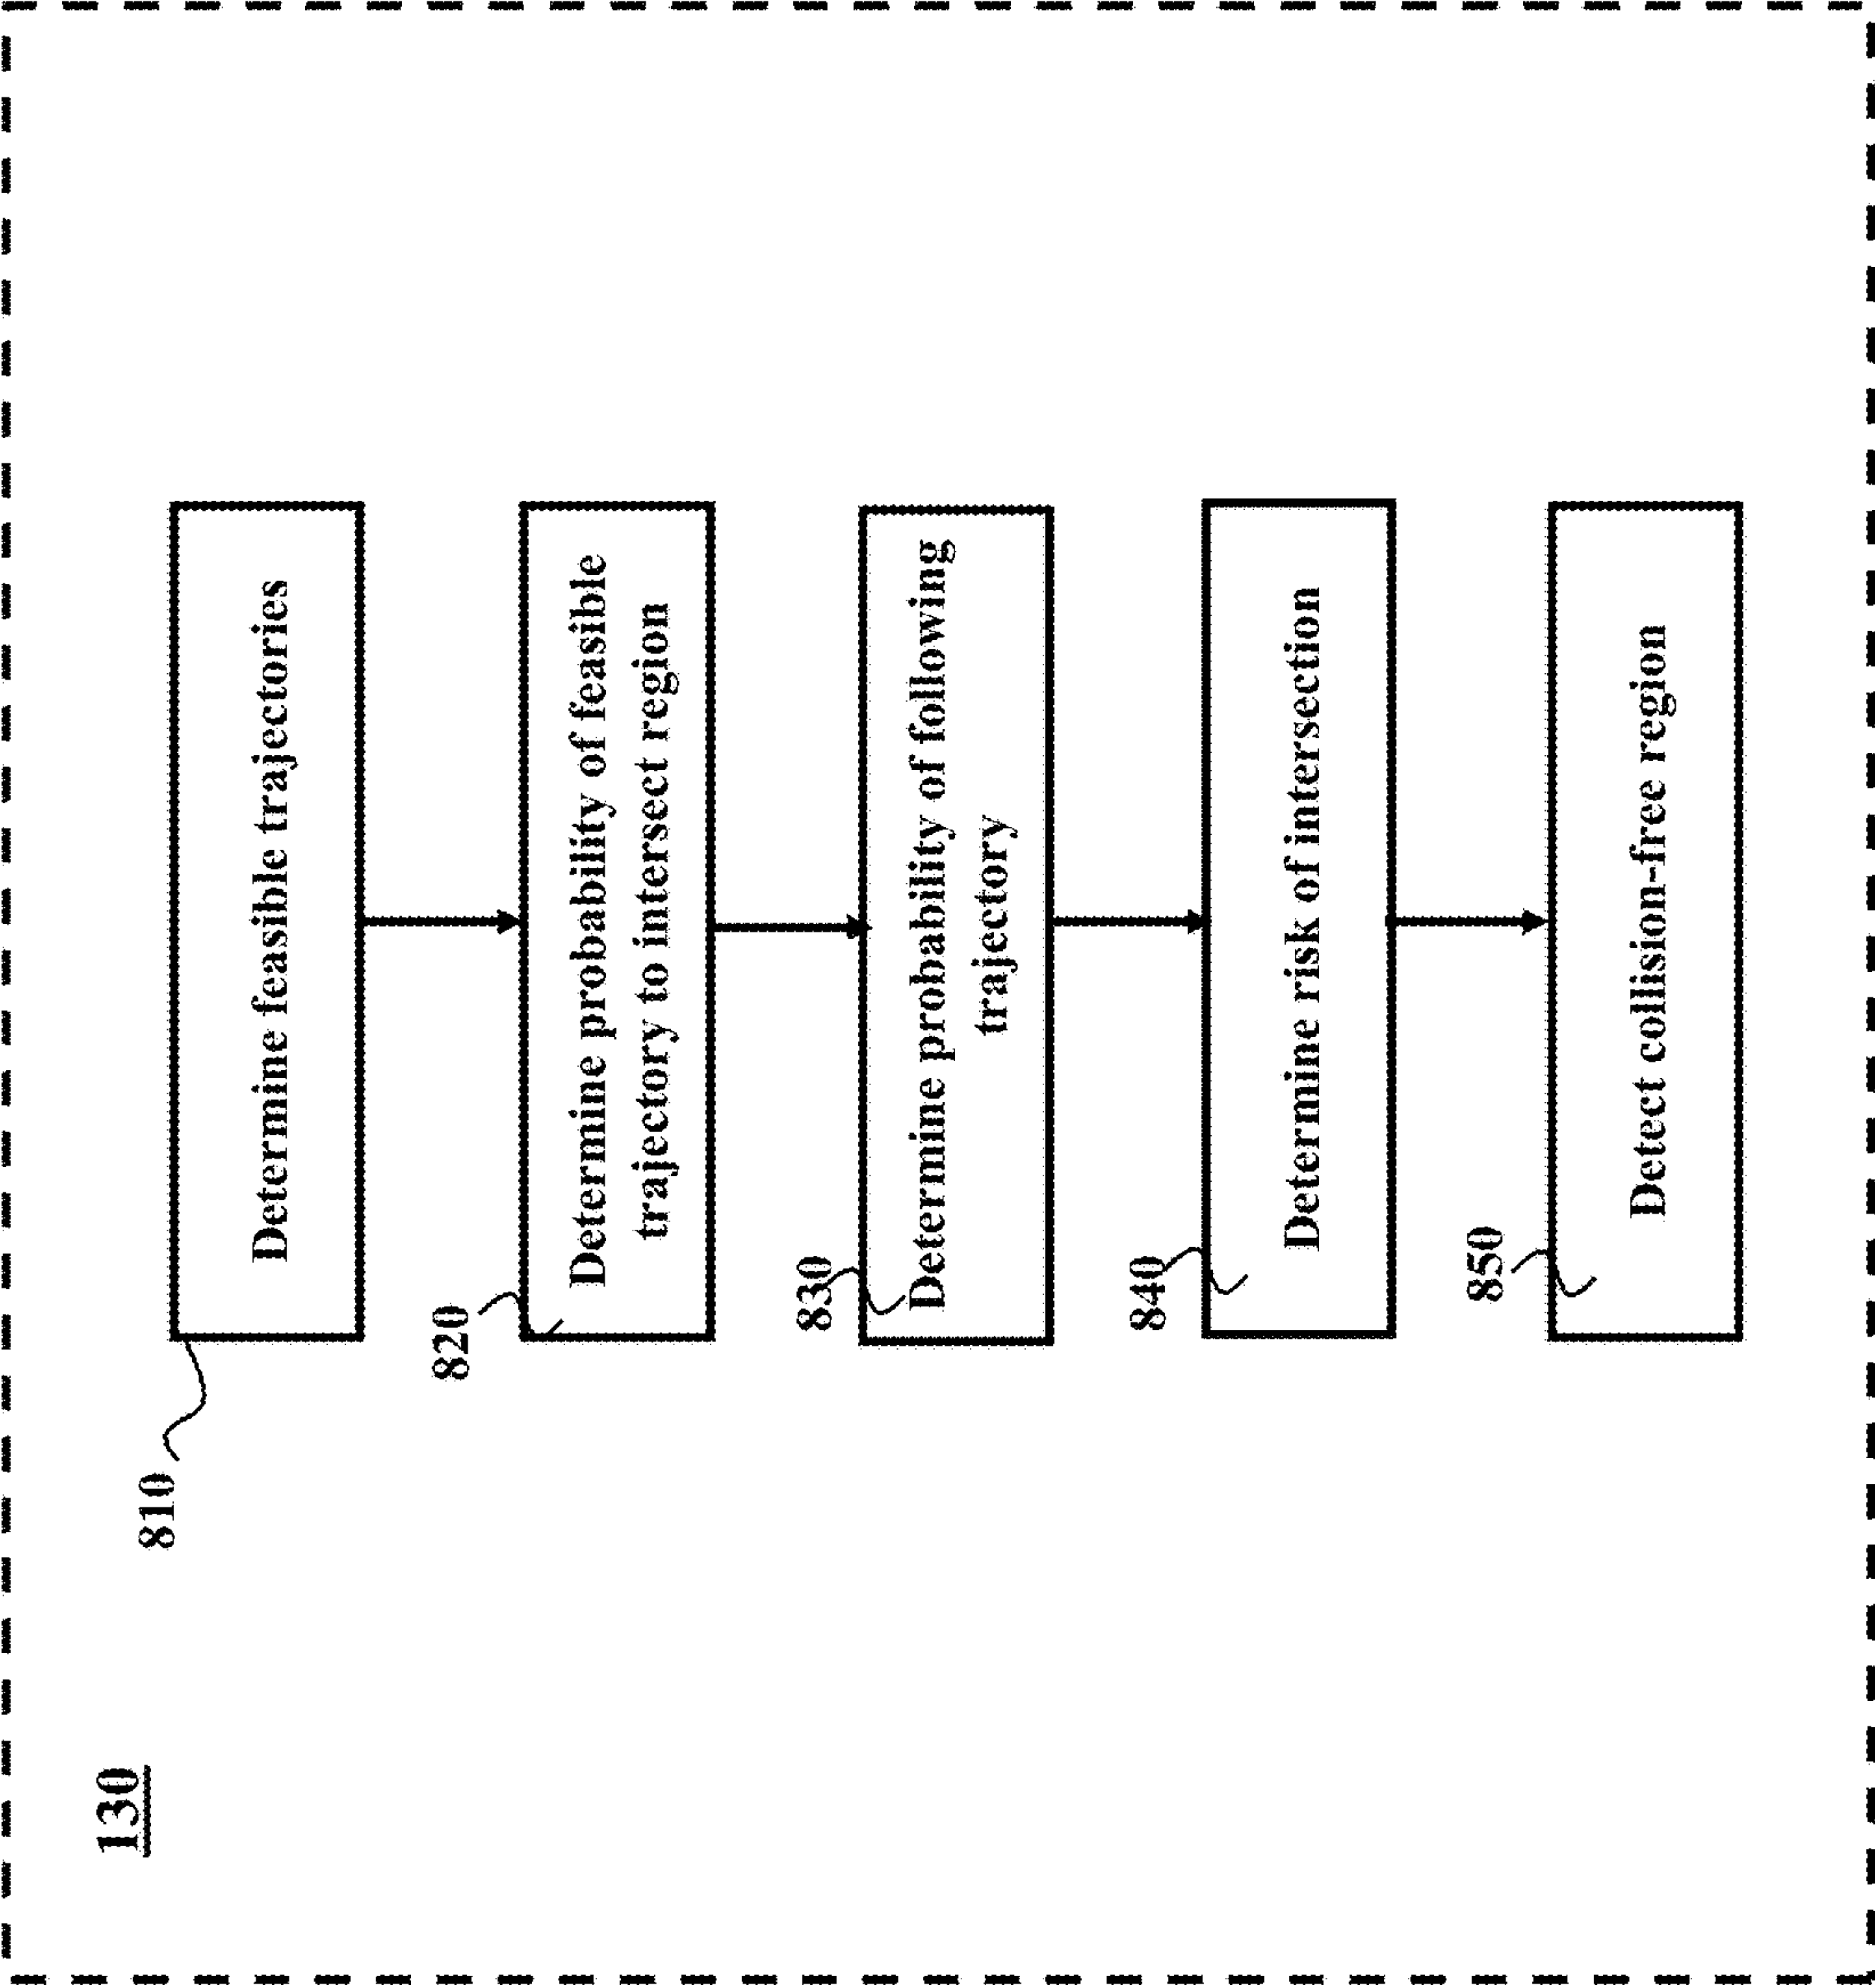 130
810
Determine feasible trajectories
820
Determine probability of feasible
trajectory to intersect region
830
Determine probability of following
trajectory
840
Determine risk of intersection
850
Detect collision-free region